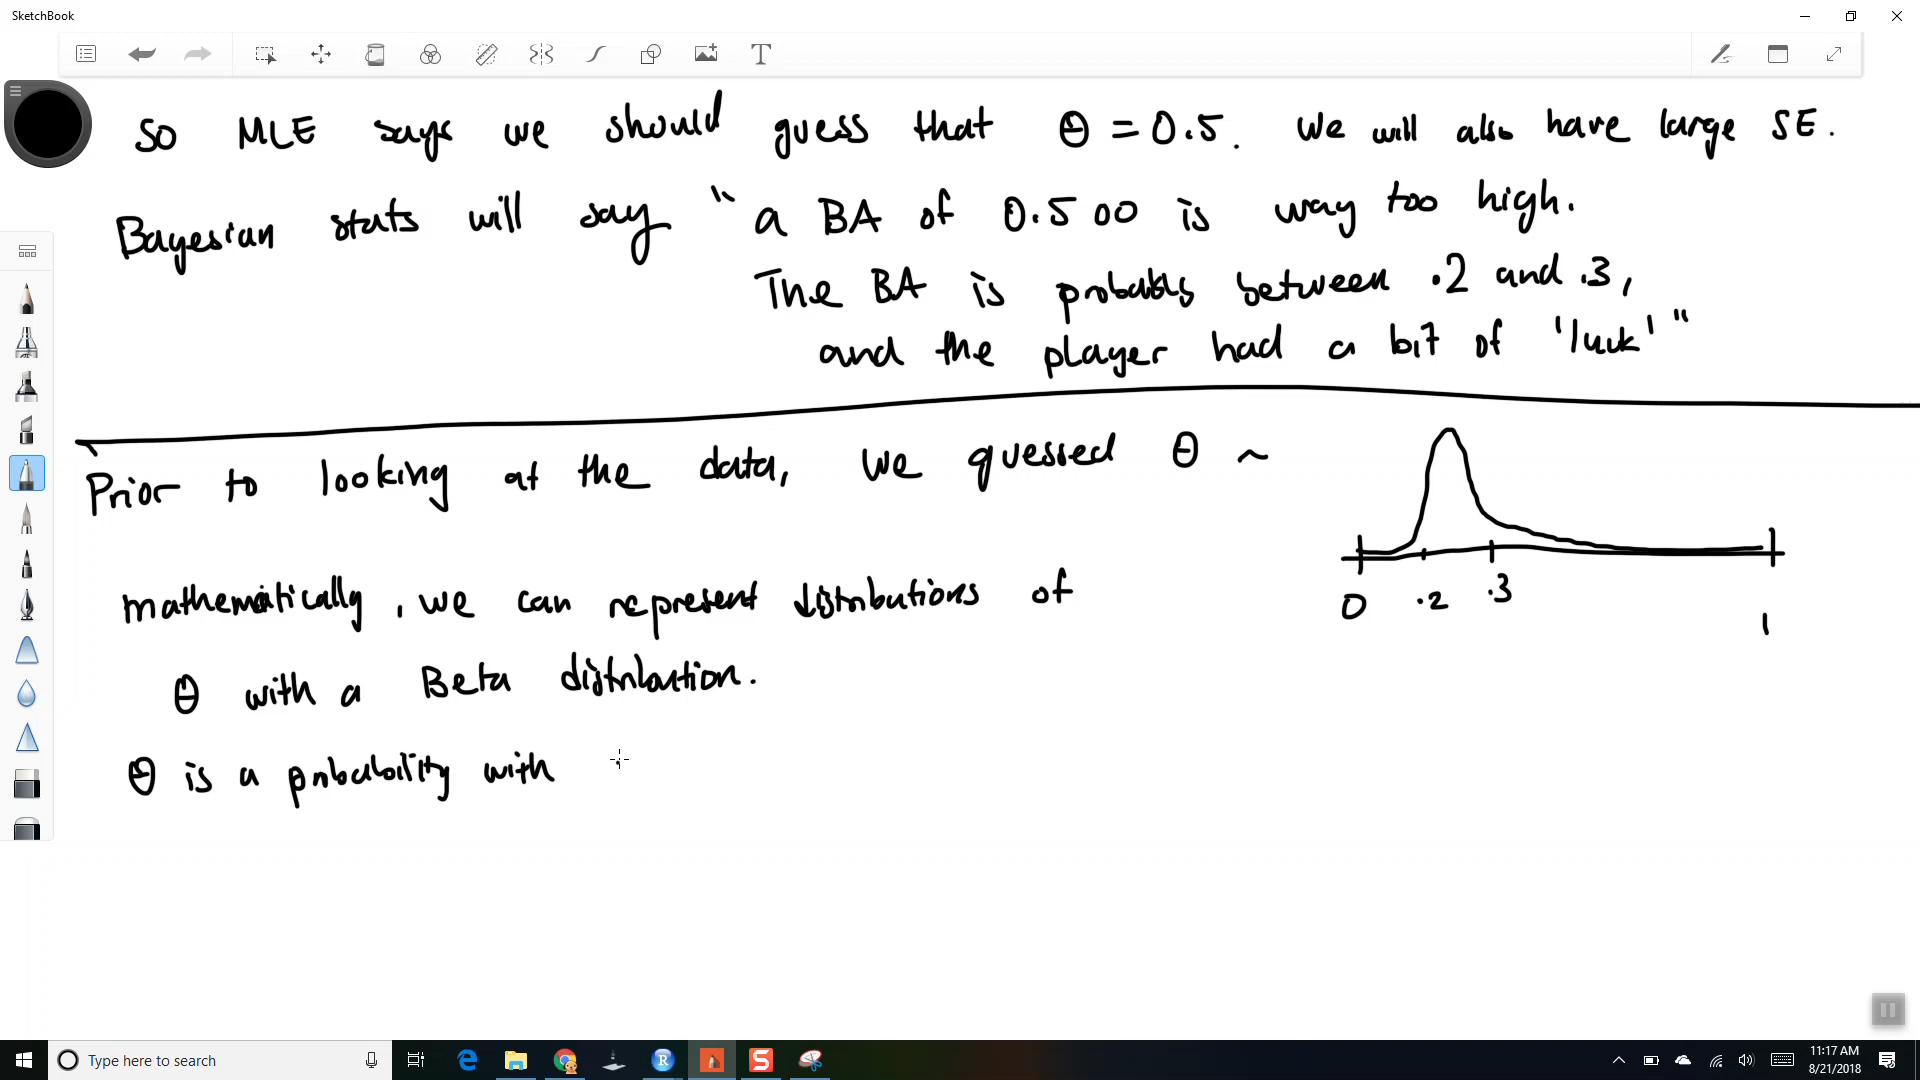 SketchBook
So MLE says we should guess that θ = 0.5. We will also have large SE.
Bayesian stats will say "a BA of 0.500 is way too high.
The BA is probably between .2 and .3,
and the player had a bit of 'luck'"
Prior to looking at the data, we guessed θ ~
0 .2 .3 1
mathematically, we can represent distributions of
θ with a Beta distribution.
θ is a probability with
Type here to search
11:17 AM
8/21/2018